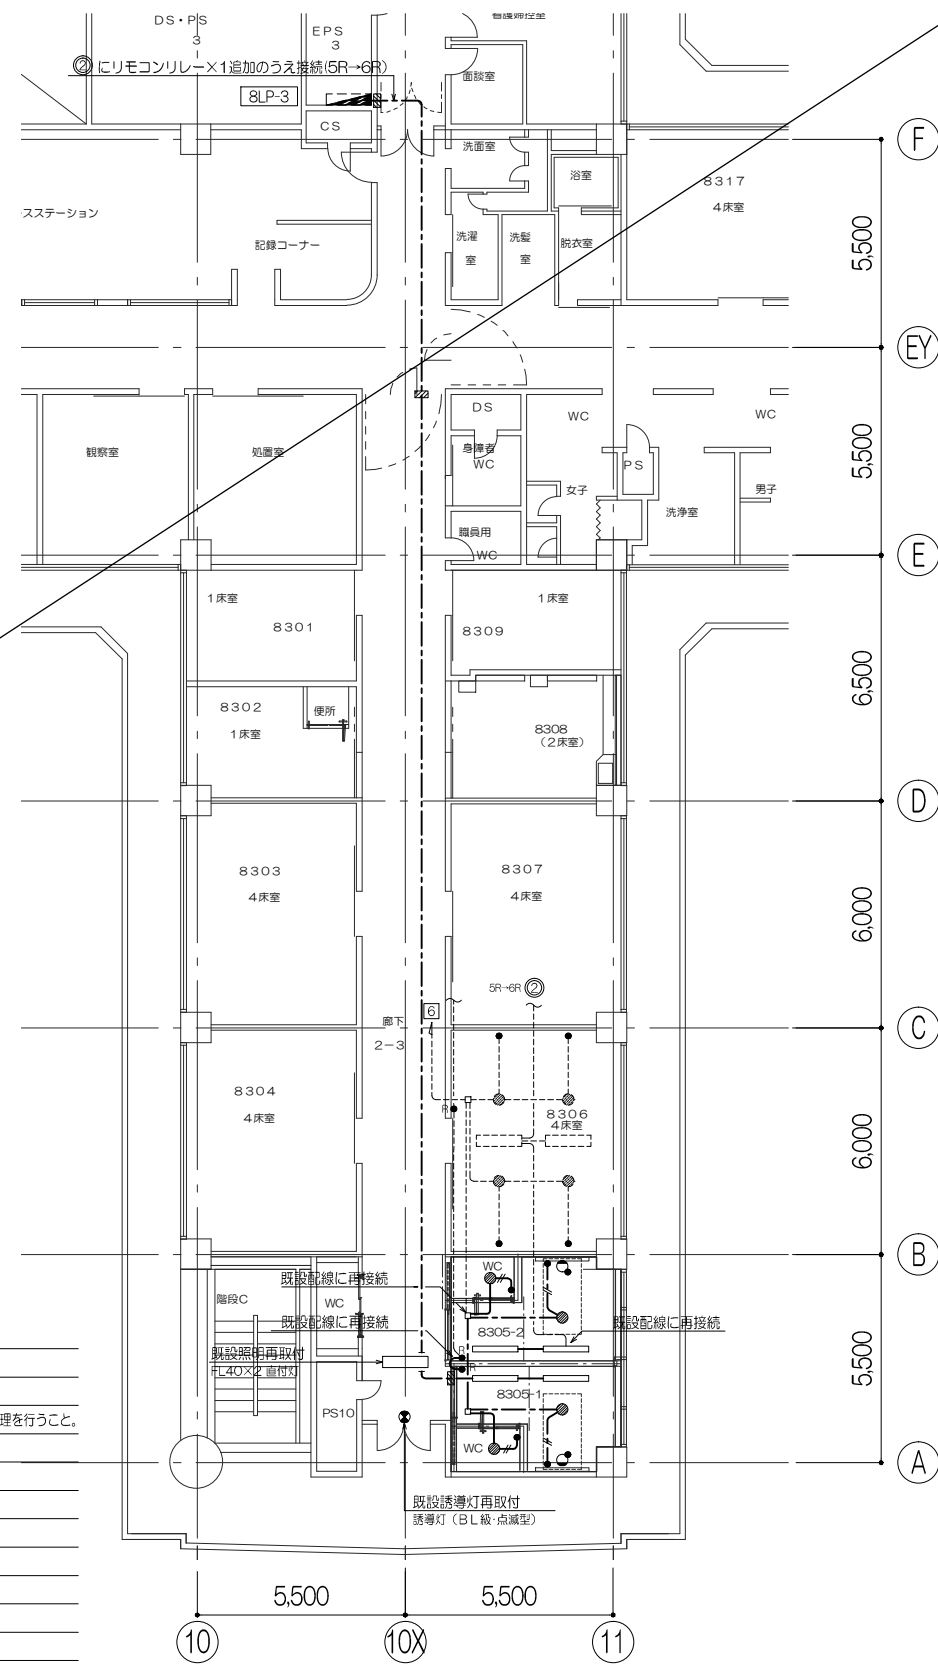 DS・PS
3
EPS
3
看護婦控室
②にリモコンリレー×1追加のうえ接続(5R→6R)
8LP-3
面談室
CS
F
洗面室
浴室
8317
4床室
スステーション
記録コーナー
洗濯
室
洗髪
室
脱衣室
5,500
EY
DS
WC
WC
観察室
処置室
身障者
WC
PS
女子
男子
洗浄室
職員用
WC
5,500
E
1床室
8301
1床室
8309
8302
1床室
便所
8308
(2床室)
6,500
D
8303
4床室
8307
4床室
6,000
5R→6R ②
6
廊下
2-3
C
8304
4床室
R
8306
4床室
6,000
B
WC
既設配線に再接続
階段C
WC
既設配線に再接続
8305-2
既設配線に再接続
既設照明再取付
FL40×2 直付灯
R
R
8305-1
5,500
理を行うこと。
PS10
WC
A
既設誘導灯再取付
誘導灯(BL級・点滅型)
5,500
5,500
10
10X
11